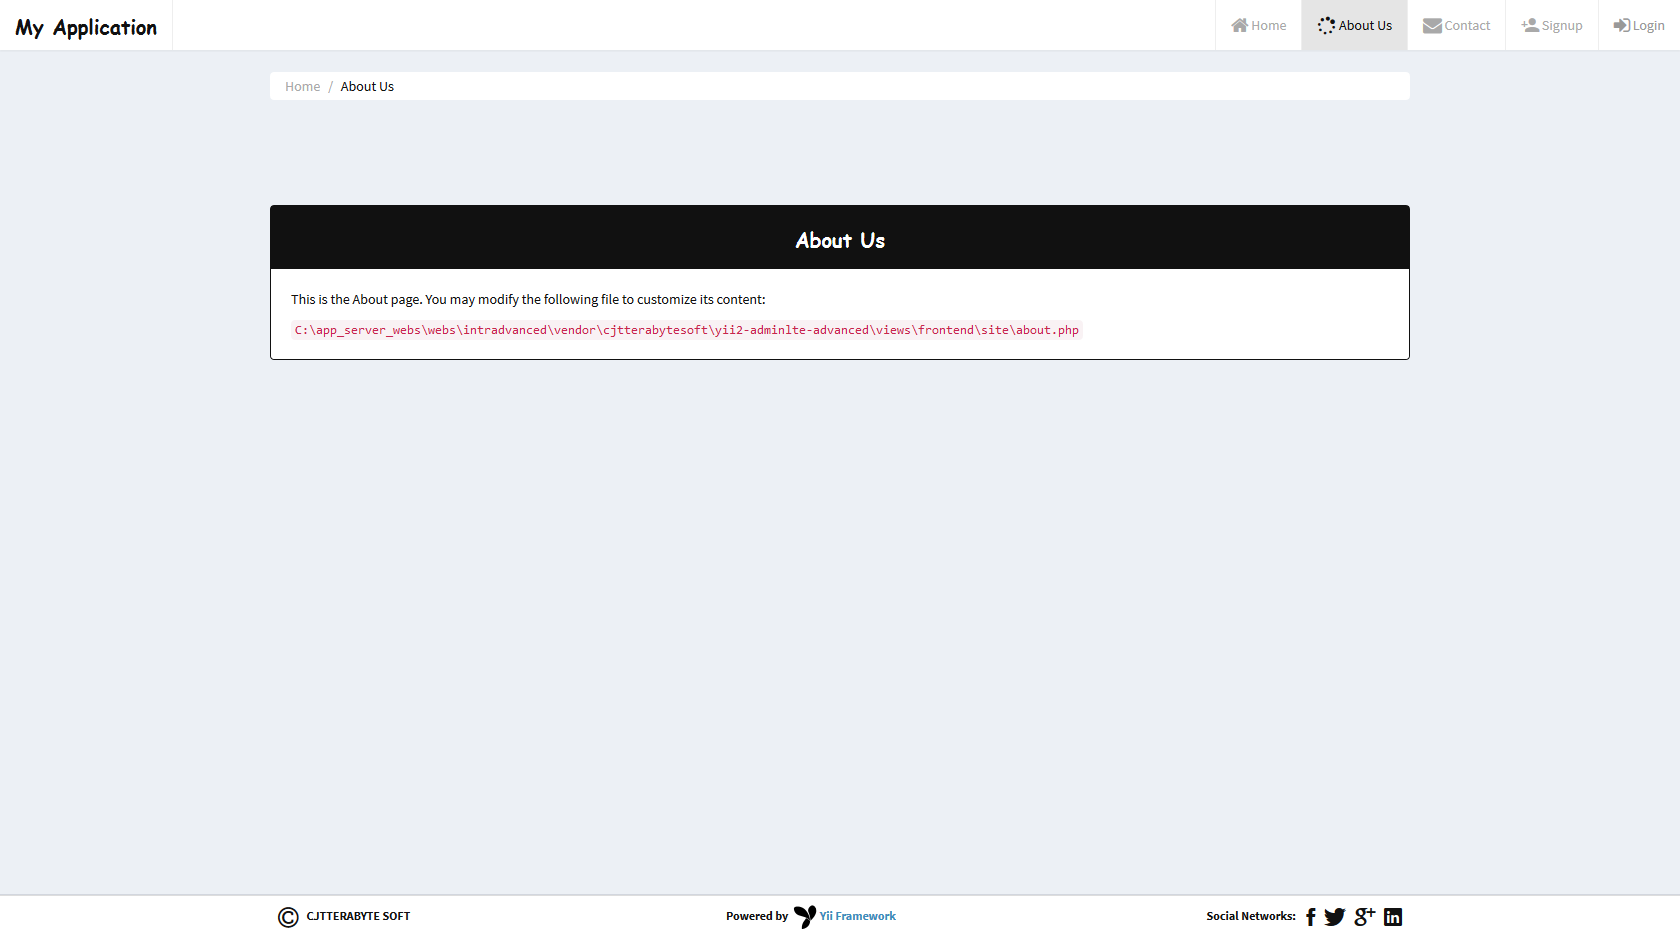 My Application
Home
About Us
Contact
Signup
Login
Home / About Us
About Us
This is the About page. You may modify the following file to customize its content:
C:\app_server_webs\webs\intradvanced\vendor\cjtterabytesoft\yii2-adminlte-advanced\views\frontend\site\about.php
© CJTTERABYTE SOFT
Powered by Yii Framework
Social Networks: